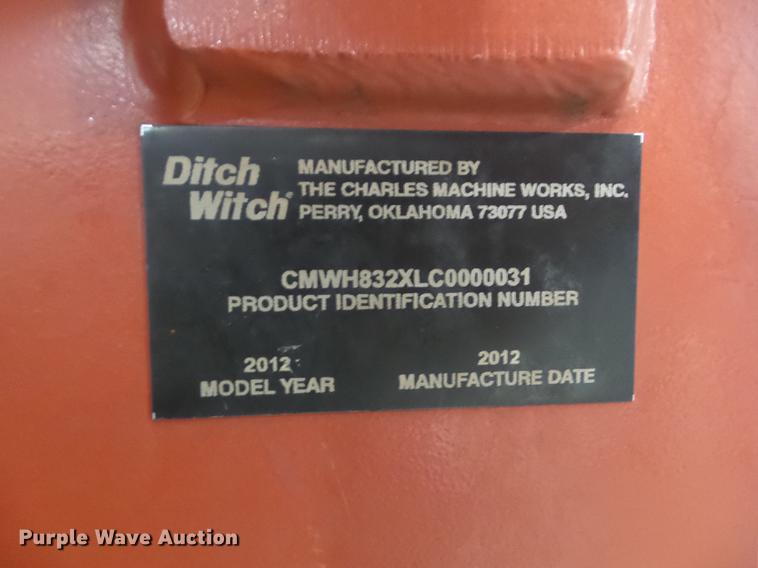 Ditch Witch®
MANUFACTURED BY
THE CHARLES MACHINE WORKS, INC.
PERRY, OKLAHOMA 73077 USA
CMWH832XLC0000031
PRODUCT IDENTIFICATION NUMBER
2012
MODEL YEAR
2012
MANUFACTURE DATE
Purple Wave Auction